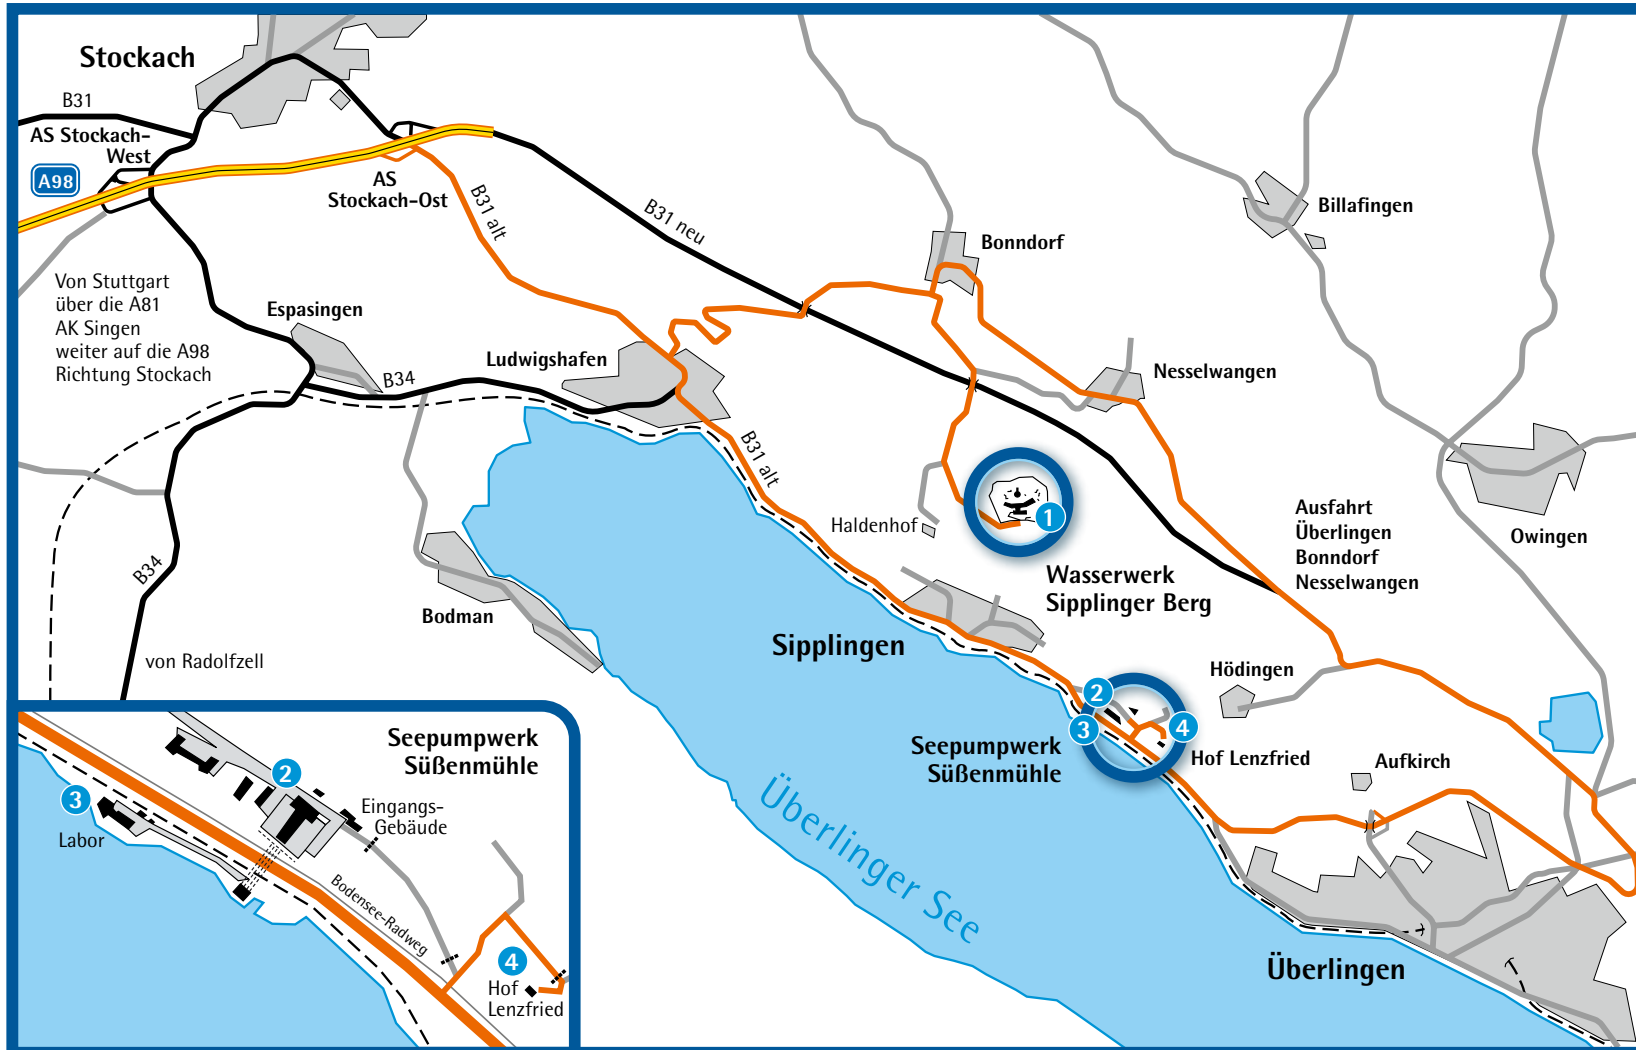 Stockach
B31
AS Stockach-
West
A98
AS
Stockach-Ost
B31 alt
B31 neu
Bonndorf
Billafingen
Von Stuttgart
über die A81
AK Singen
weiter auf die A98
Richtung Stockach
Espasingen
Ludwigshafen
B34
Nesselwangen
B31 alt
Haldenhof
1
Wasserwerk
Sipplinger Berg
Ausfahrt
Überlingen
Bonndorf
Nesselwangen
Owingen
B34
Bodman
von Radolfzell
Sipplingen
Hödingen
2
3
4
Seepumpwerk
Süßenmühle
Hof Lenzfried
Aufkirch
Überlinger See
Überlingen
Seepumpwerk
Süßenmühle
2
3
Eingangs-
Gebäude
Labor
Bodensee-Radweg
4
Hof
Lenzfried